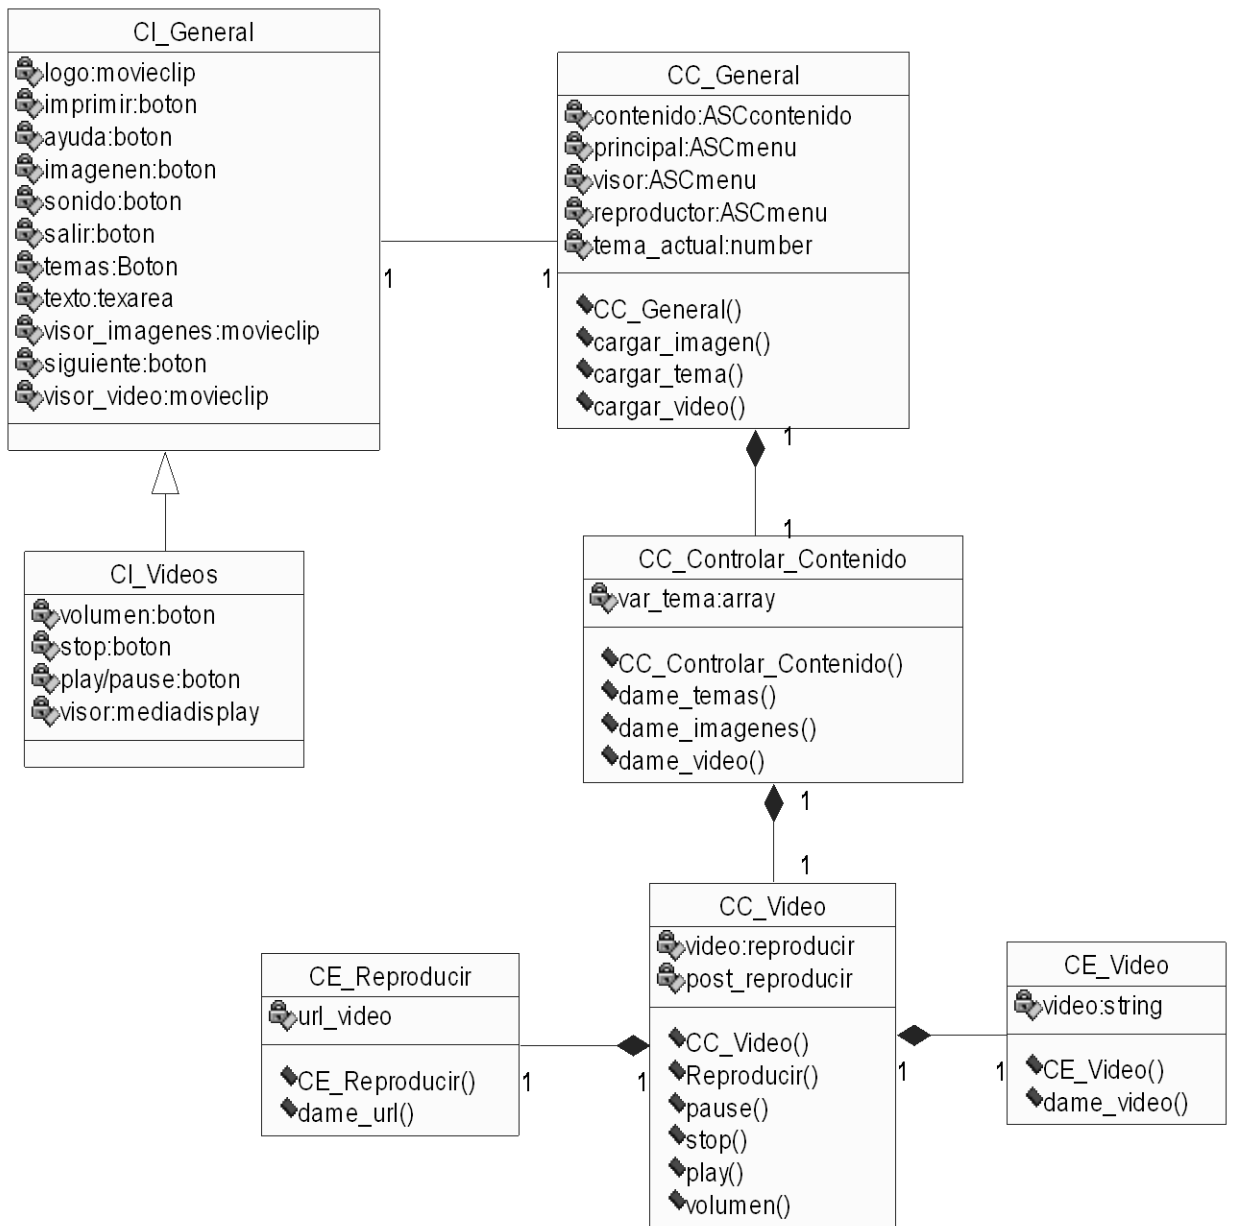 CI_General
logo:movieclip
imprimir:boton
ayuda:boton
imagenen:boton
sonido:boton
salir:boton
temas:Boton
texto:texarea
visor_imagenes:movieclip
siguiente:boton
visor_video:movieclip
1
1
CC_General
contenido:ASCcontenido
principal:ASCmenu
visor:ASCmenu
reproductor:ASCmenu
tema_actual:number
CC_General()
cargar_imagen()
cargar_tema()
cargar_video()
1
1
CI_Videos
volumen:boton
stop:boton
play/pause:boton
visor:mediadisplay
CC_Controlar_Contenido
var_tema:array
CC_Controlar_Contenido()
dame_temas()
dame_imagenes()
dame_video()
1
1
CE_Reproducir
url_video
CE_Reproducir()
dame_url()
1
1
CC_Video
video:reproducir
post_reproducir
CC_Video()
Reproducir()
pause()
stop()
play()
volumen()
1
1
CE_Video
video:string
CE_Video()
dame_video()